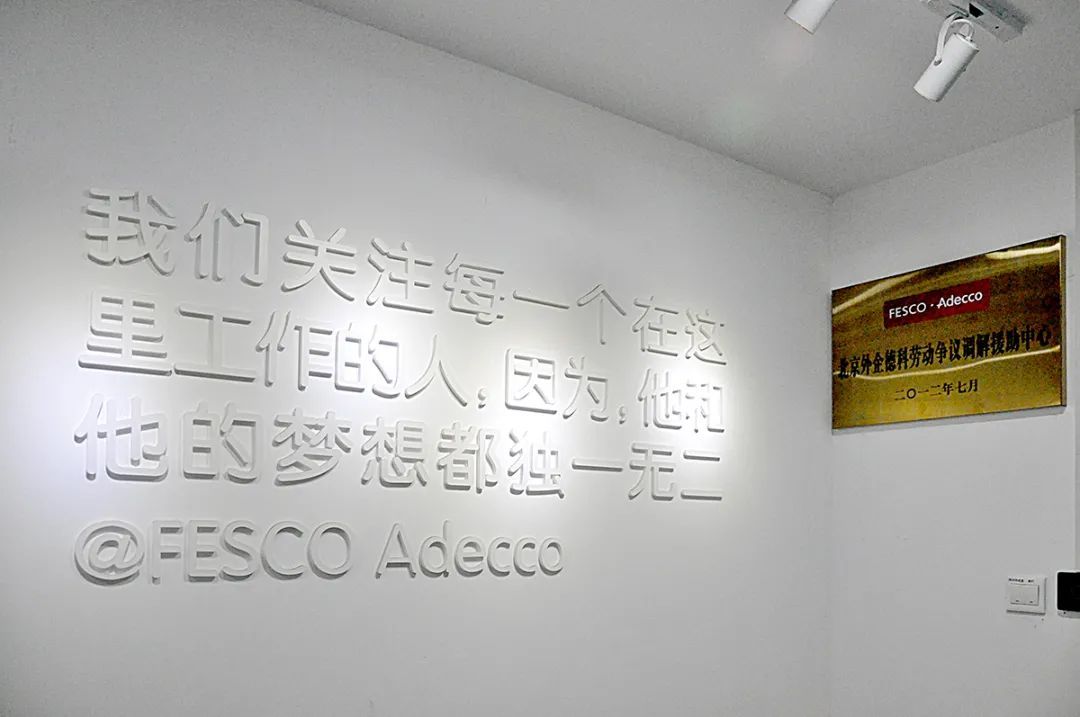 我们关注每一个在这
里工作的人，因为，他和
他的梦想都独一无二
@FESCO Adecco
FESCO · Adecco
北京外企德科劳动争议调解援助中心
二〇一二年七月